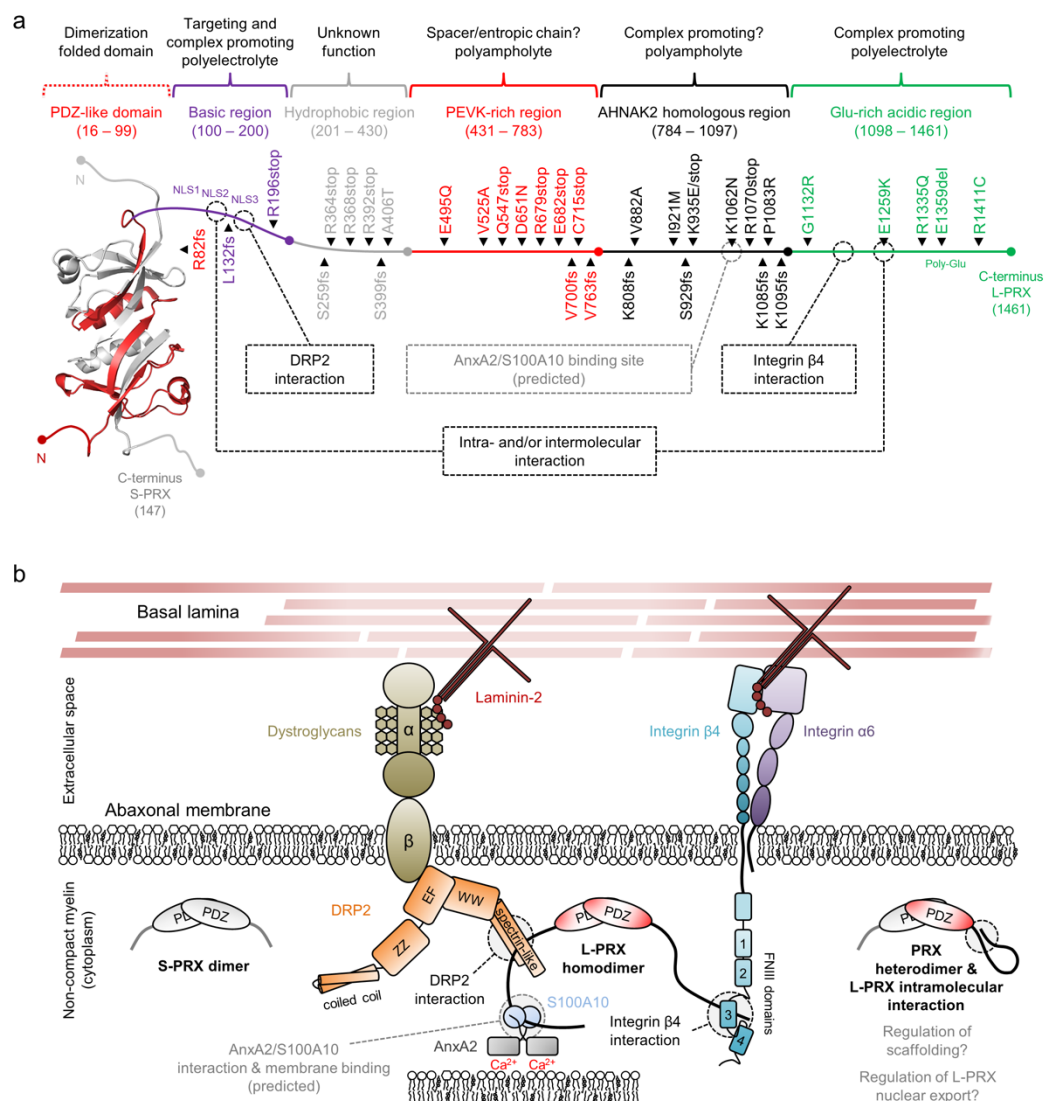 a
Dimerization
folded domain
Targeting and
complex promoting
polyelectrolyte
Unknown
function
Spacer/entropic chain?
polyampholyte
Complex promoting?
polyampholyte
Complex promoting
polyelectrolyte
PDZ-like domain
(16 – 99)
Basic region
(100 – 200)
Hydrophobic region
(201 – 430)
PEVK-rich region
(431 – 783)
AHNAK2 homologous region
(784 – 1097)
Glu-rich acidic region
(1098 – 1461)
N
NLS1
NLS2
NLS3
R196stop
R364stop
R368stop
R392stop
A406T
E495Q
V525A
Q547stop
D651N
R679stop
E682stop
C715stop
V882A
I921M
K935E/stop
K1062N
R1070stop
P1083R
G1132R
E1259K
R1335Q
E1359del
R1411C
R82fs
L132fs
S259fs
S399fs
V700fs
V763fs
K808fs
S929fs
K1085fs
K1095fs
Poly-Glu
C-terminus
L-PRX
(1461)
DRP2
interaction
AnxA2/S100A10 binding site
(predicted)
Integrin β4
interaction
Intra- and/or intermolecular
interaction
N
C-terminus
S-PRX
(147)
b
Basal lamina
Laminin-2
Extracellular space
Dystroglycans
α
Integrin β4
Integrin α6
Abaxonal membrane
β
Non-compact myelin
(cytoplasm)
DRP2
EF
WW
ZZ
spectrin-like
coiled coil
PDZ
S-PRX dimer
PDZ
L-PRX
homodimer
DRP2
interaction
S100A10
AnxA2
Ca²⁺
Ca²⁺
AnxA2/S100A10
interaction & membrane binding
(predicted)
Integrin β4
interaction
1
2
3
4
FNIII domains
PDZ
PRX
heterodimer &
L-PRX intramolecular
interaction
Regulation of
scaffolding?
Regulation of L-PRX
nuclear export?